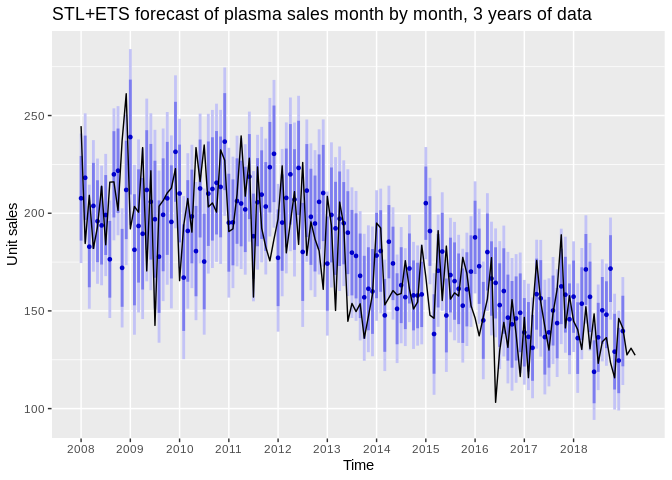 STL+ETS forecast of plasma sales month by month, 3 years of data
Unit sales
250
200
150
100
2008 2009 2010 2011 2012 2013 2014 2015 2016 2017 2018
Time